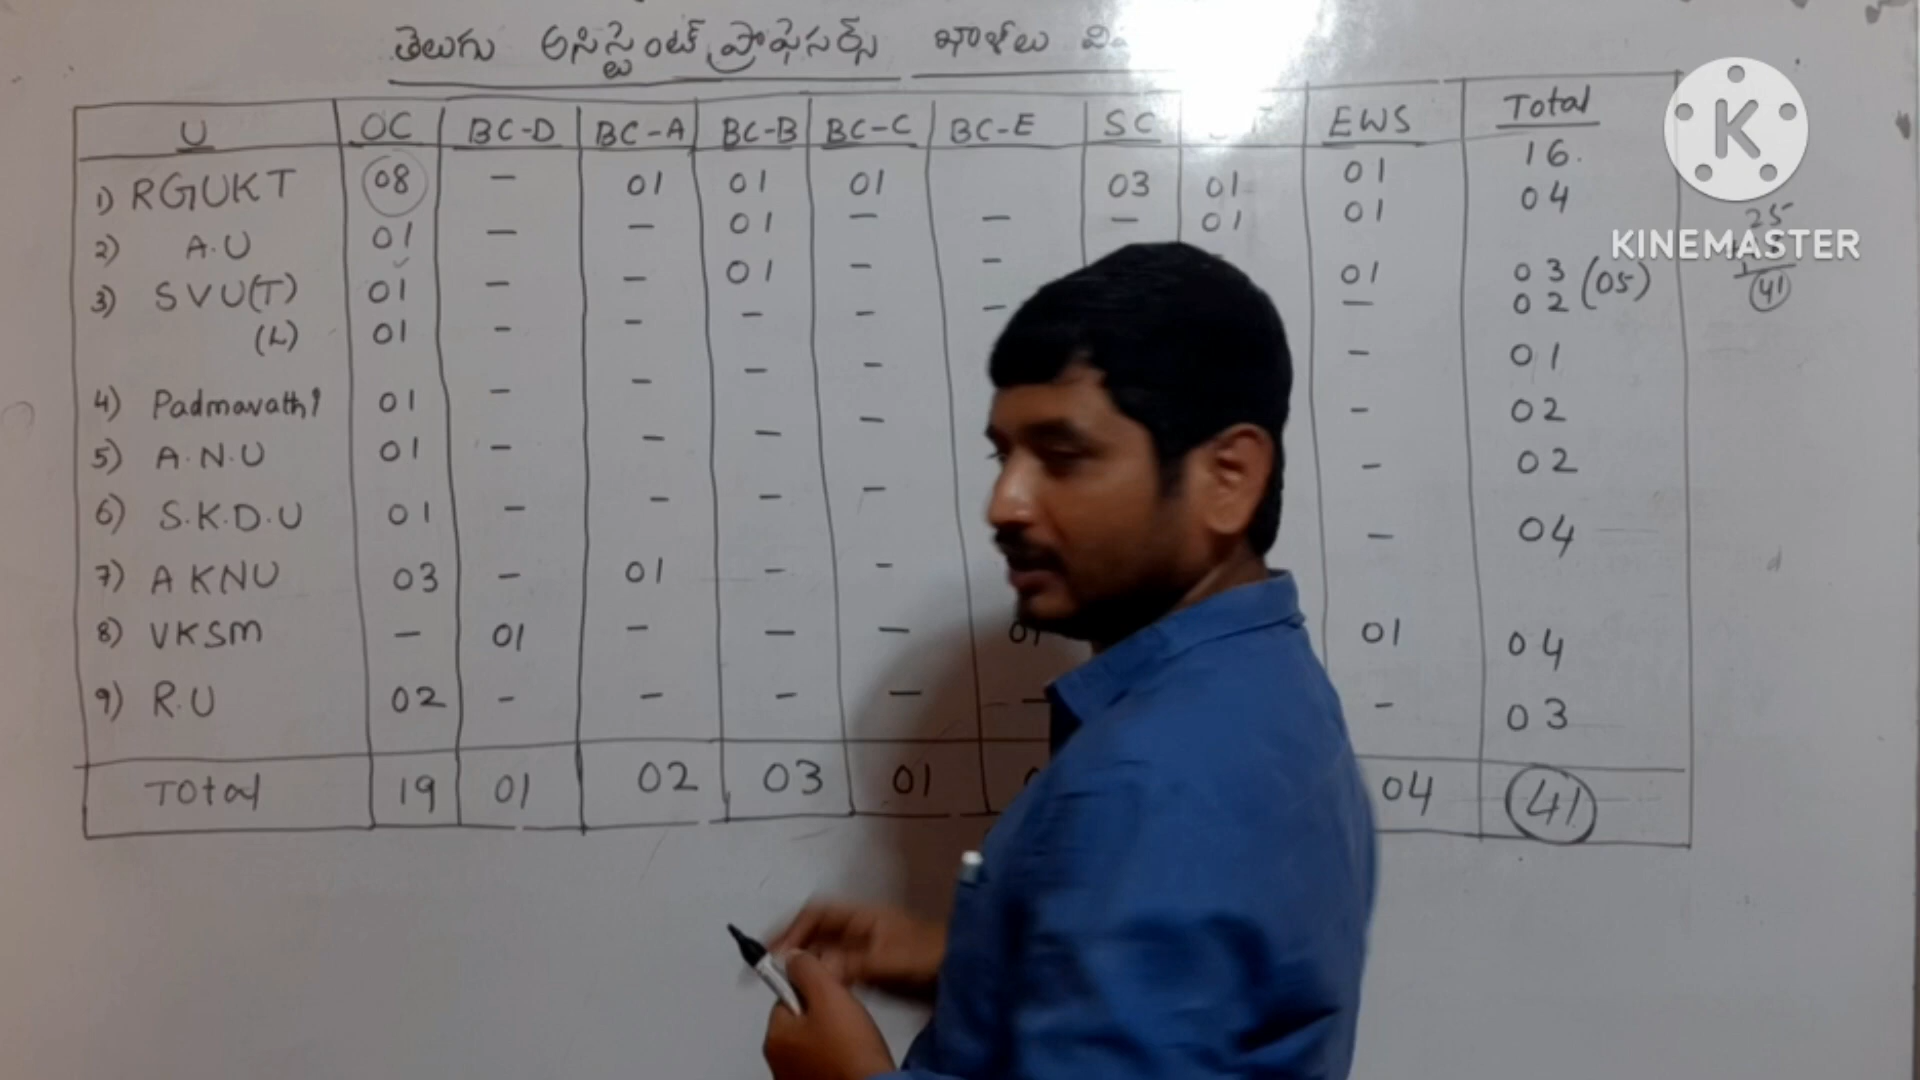 తెలుగు అసిస్టెంట్ ప్రొఫెసర్స్ ఖాళీలు
U OC BC-D BC-A BC-B BC-C BC-E SC EWS Total
1) RGUKT 08 - 01 01 01 03 01 01 16.
2) A.U 01 - - 01 - - - 01 01 04
3) SVU(T) 01 - - 01 - - 01 03 (05)
(L) 01 - - - - - - 02
4) Padmavathi 01 - - - - - 01
5) A.N.U 01 - - - - - 02
6) S.K.D.U 01 - - - - - 02
7) AKNU 03 - 01 - - - 04
8) VKSM - 01 - - - 01 01 04
9) R.U 02 - - - - - - 03
Total 19 01 02 03 01 04 41
25
41
K
KINEMASTER